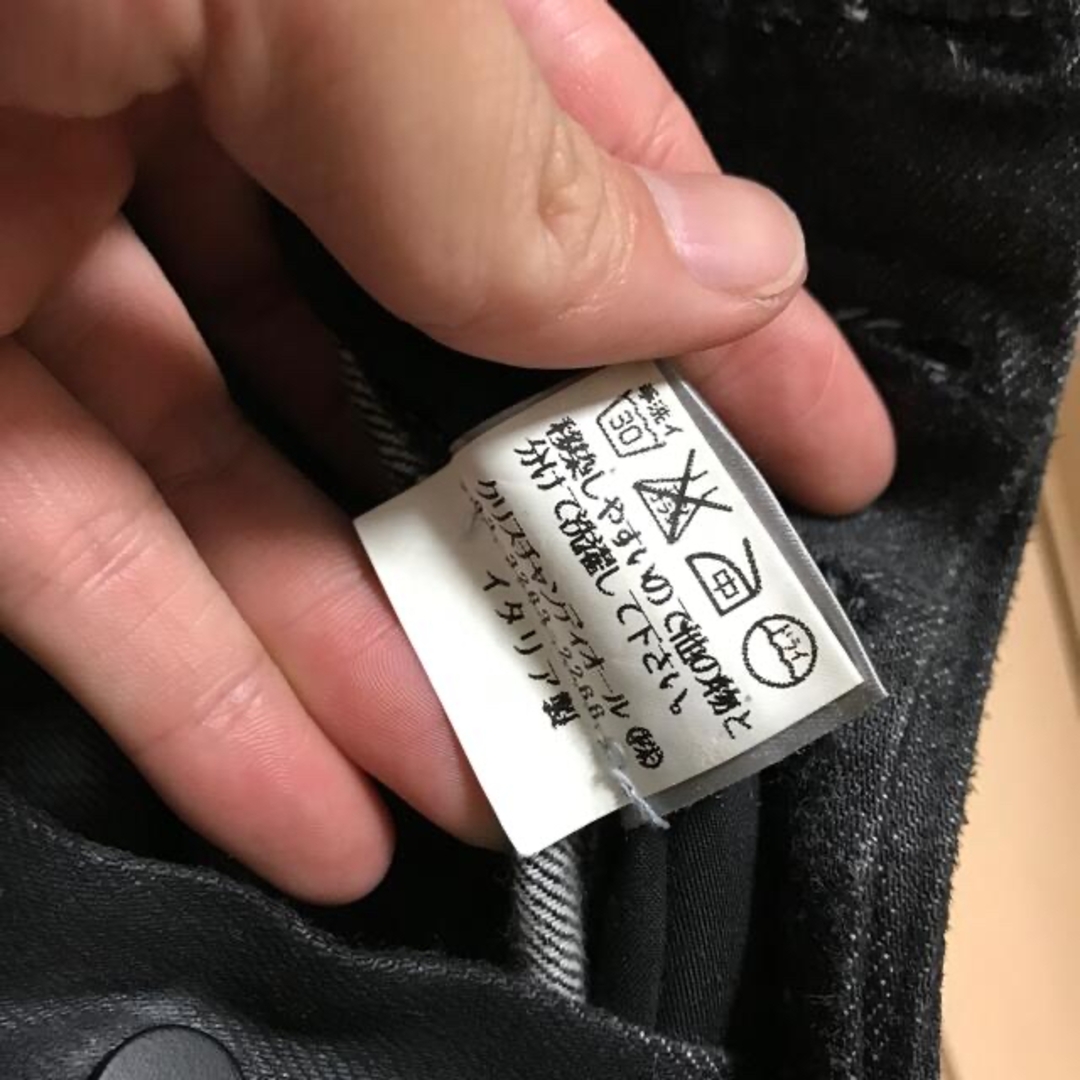 手洗イ
30
中
ドライ
移染しやすいので他の物と
分けて洗濯して下さい。
クリスチャンディオール(株)
イタリア製